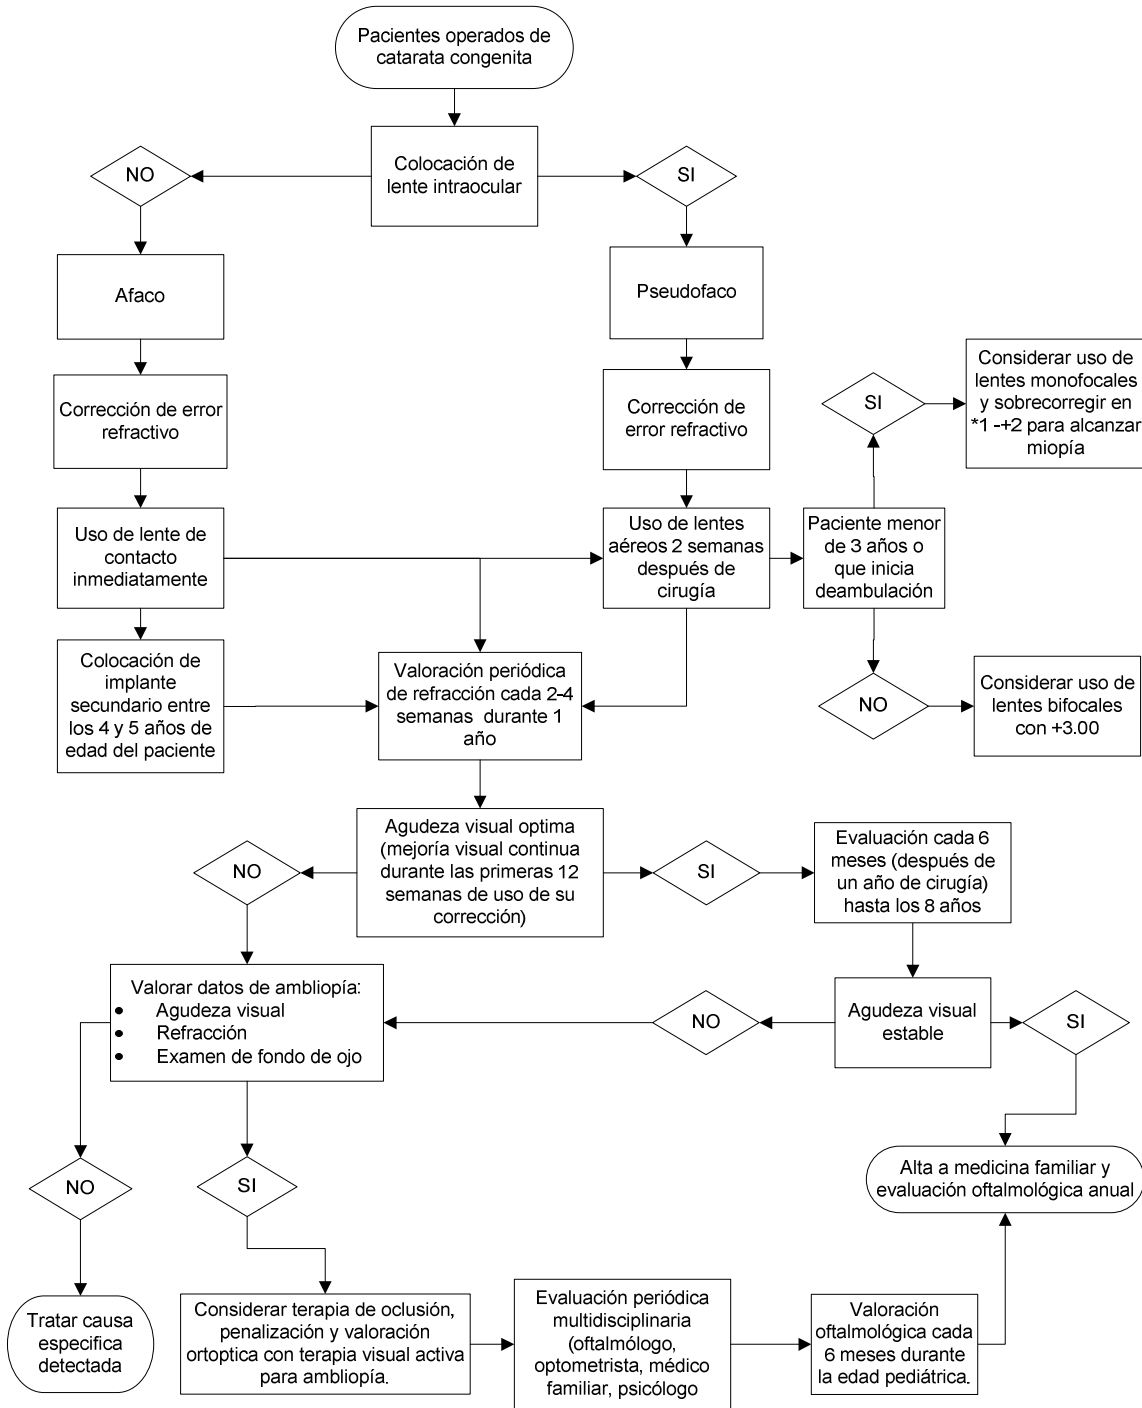 Pacientes operados de
catarata congenita
NO
Colocación de
lente intraocular
SI
Afaco
Pseudofaco
Corrección de error
refractivo
Corrección de
error refractivo
SI
Considerar uso de
lentes monofocales
y sobrecorregir en
*1 -+2 para alcanzar
miopía
Uso de lente de
contacto
inmediatamente
Uso de lentes
aéreos 2 semanas
después de
cirugía
Paciente menor
de 3 años o
que inicia
deambulación
Colocación de
implante
secundario entre
los 4 y 5 años de
edad del paciente
Valoración periódica
de refracción cada 2-4
semanas durante 1
año
NO
Considerar uso de
lentes bifocales
con +3.00
NO
Agudeza visual optima
(mejoría visual continua
durante las primeras 12
semanas de uso de su
corrección)
SI
Evaluación cada 6
meses (después de
un año de cirugía)
hasta los 8 años
Valorar datos de ambliopía:
• Agudeza visual
• Refracción
• Examen de fondo de ojo
NO
Agudeza visual
estable
SI
NO
SI
Alta a medicina familiar y
evaluación oftalmológica anual
Tratar causa
especifica
detectada
Considerar terapia de oclusión,
penalización y valoración
ortoptica con terapia visual activa
para ambliopía.
Evaluación periódica
multidisciplinaria
(oftalmólogo,
optometrista, médico
familiar, psicólogo
Valoración
oftalmológica cada
6 meses durante
la edad pediátrica.